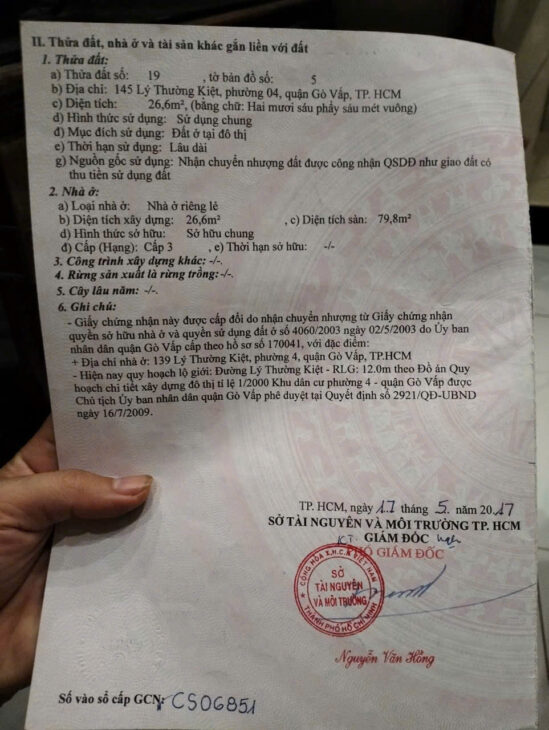 II. Thửa đất, nhà ở và tài sản khác gắn liền với đất
1. Thửa đất:
a) Thửa đất số: 19 , tờ bản đồ số: 5
b) Địa chỉ: 145 Lý Thường Kiệt, phường 04, quận Gò Vấp, TP. HCM
c) Diện tích: 26,6m², (bằng chữ: Hai mươi sáu phẩy sáu mét vuông)
d) Hình thức sử dụng: Sử dụng chung
đ) Mục đích sử dụng: Đất ở tại đô thị
e) Thời hạn sử dụng: Lâu dài
g) Nguồn gốc sử dụng: Nhận chuyển nhượng đất được công nhận QSDĐ như giao đất có
thu tiền sử dụng đất
2. Nhà ở:
a) Loại nhà ở: Nhà ở riêng lẻ
b) Diện tích xây dựng: 26,6m² , c) Diện tích sàn: 79,8m²
d) Hình thức sở hữu: Sở hữu chung
đ) Cấp (Hạng): Cấp 3 , e) Thời hạn sở hữu: -/-
3. Công trình xây dựng khác: -/-.
4. Rừng sản xuất là rừng trồng:-/-.
5. Cây lâu năm: -/-.
6. Ghi chú:
- Giấy chứng nhận này được cấp đổi do nhận chuyển nhượng từ Giấy chứng nhận
quyền sở hữu nhà ở và quyền sử dụng đất ở số 4060/2003 ngày 02/5/2003 do Ủy ban
nhân dân quận Gò Vấp cấp theo hồ sơ số 170041, với đặc điểm:
+ Địa chỉ nhà ở: 139 Lý Thường Kiệt, phường 4, quận Gò Vấp, TP.HCM
- Hiện nay quy hoạch lộ giới: Đường Lý Thường Kiệt - RLG: 12.0m theo Đồ án Quy
hoạch chi tiết xây dựng đô thị tỉ lệ 1/2000 Khu dân cư phường 4 - quận Gò Vấp được
Chủ tịch Ủy ban nhân dân quận Gò Vấp phê duyệt tại Quyết định số 2921/QĐ-UBND
ngày 16/7/2009.
TP. HCM, ngày 17 tháng 5. năm 2017
SỞ TÀI NGUYÊN VÀ MÔI TRƯỜNG TP. HCM
KT. GIÁM ĐỐC
PHÓ GIÁM ĐỐC
CỘNG HÒA X.H.C.N VIỆT NAM
SỞ
TÀI NGUYÊN
VÀ MÔI TRƯỜNG
THÀNH PHỐ HỒ CHÍ MINH
Nguyễn Văn Hồng
Số vào sổ cấp GCN: CS06851